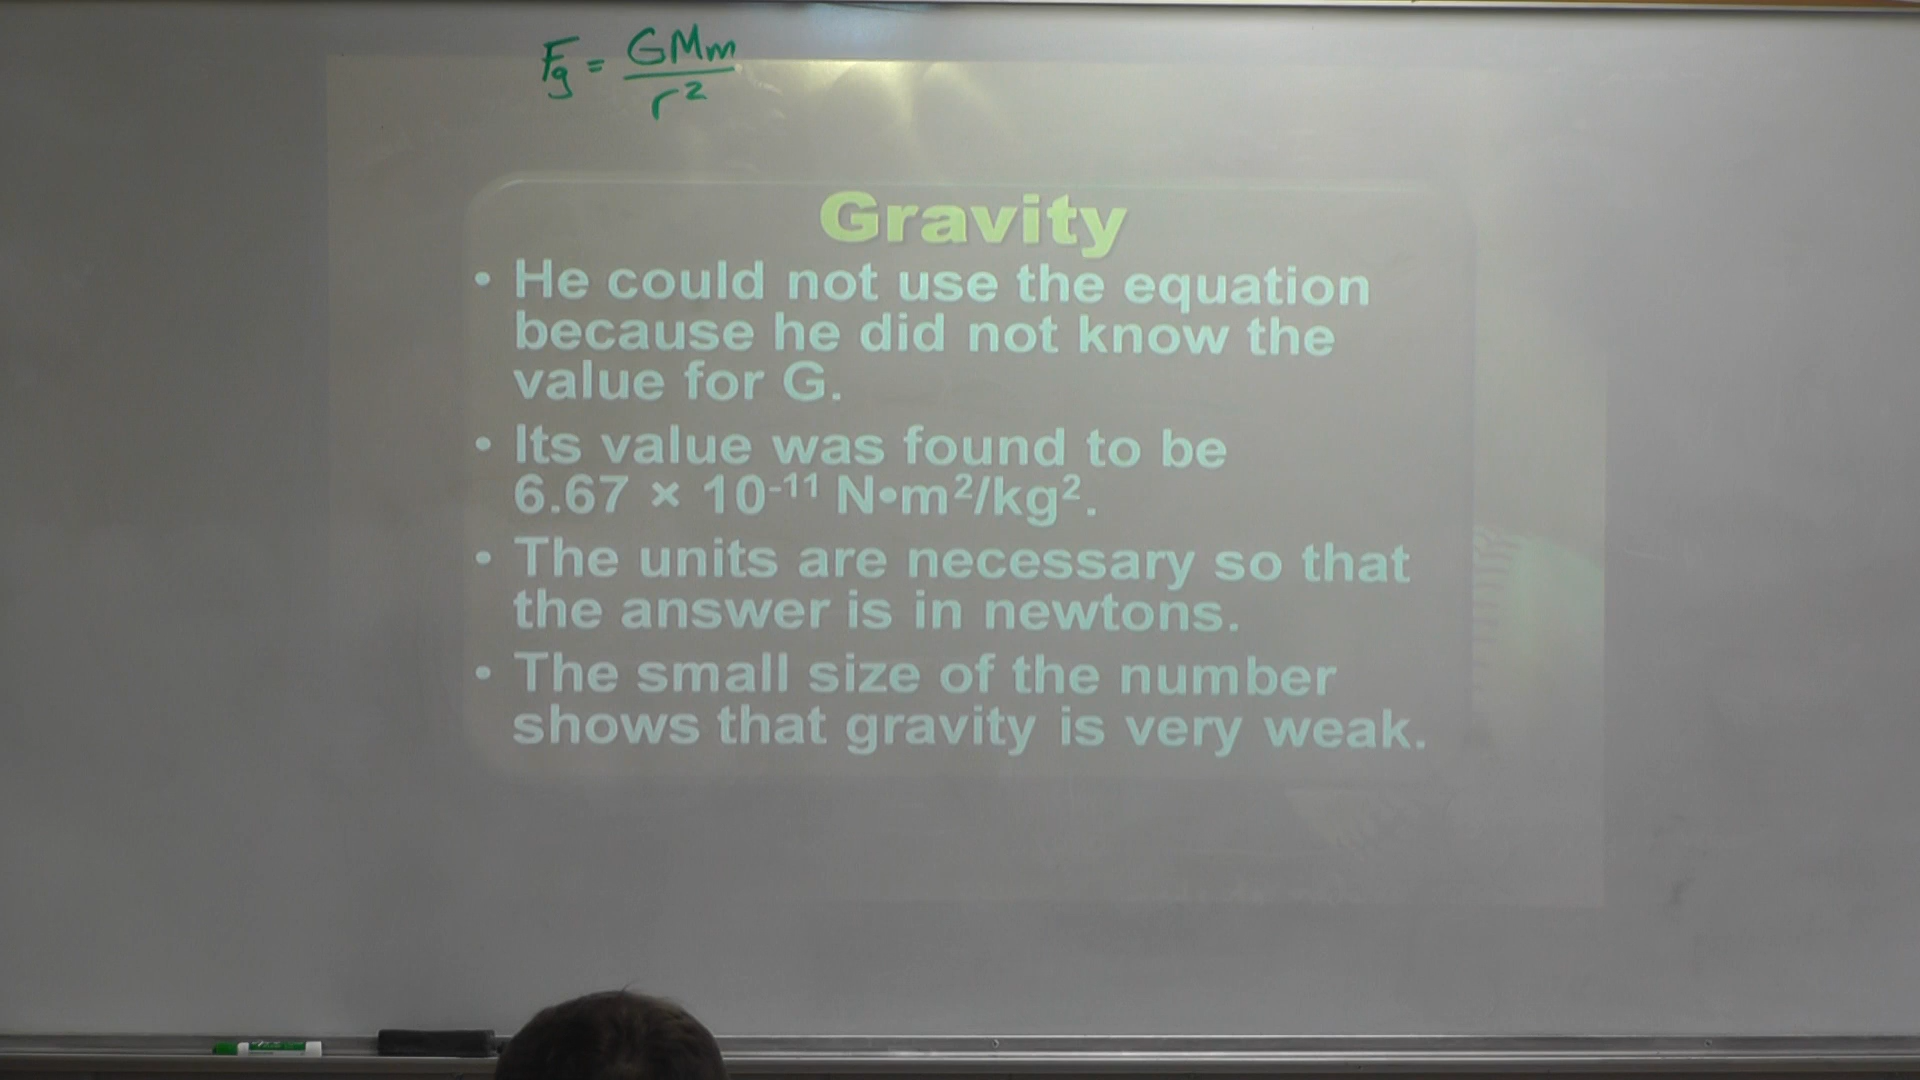 Fg = GMm
r²
Gravity
• He could not use the equation
because he did not know the
value for G.
• Its value was found to be
6.67 × 10⁻¹¹ N•m²/kg².
• The units are necessary so that
the answer is in newtons.
• The small size of the number
shows that gravity is very weak.